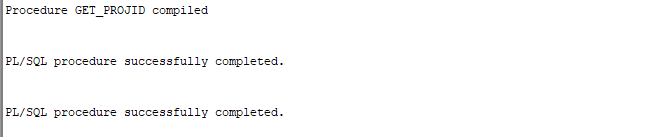 Procedure GET_PROJID compiled
PL/SQL procedure successfully completed.
PL/SQL procedure successfully completed.